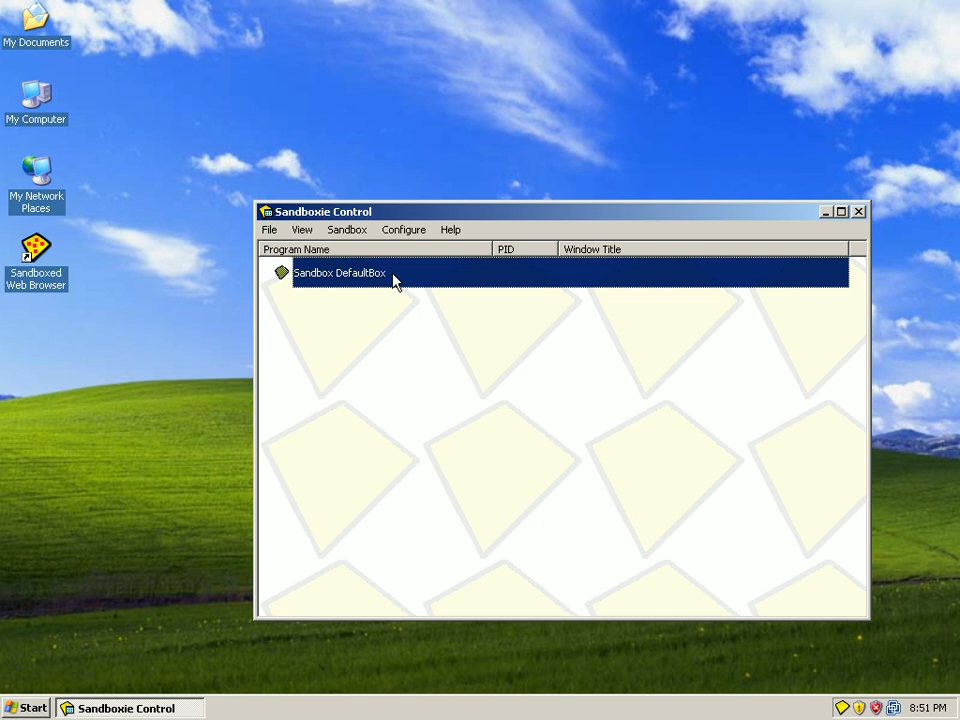 My Documents
My Computer
My Network
Places
Sandboxed
Web Browser
Sandboxie Control
File View Sandbox Configure Help
Program Name PID Window Title
Sandbox DefaultBox
Start Sandboxie Control 8:51 PM